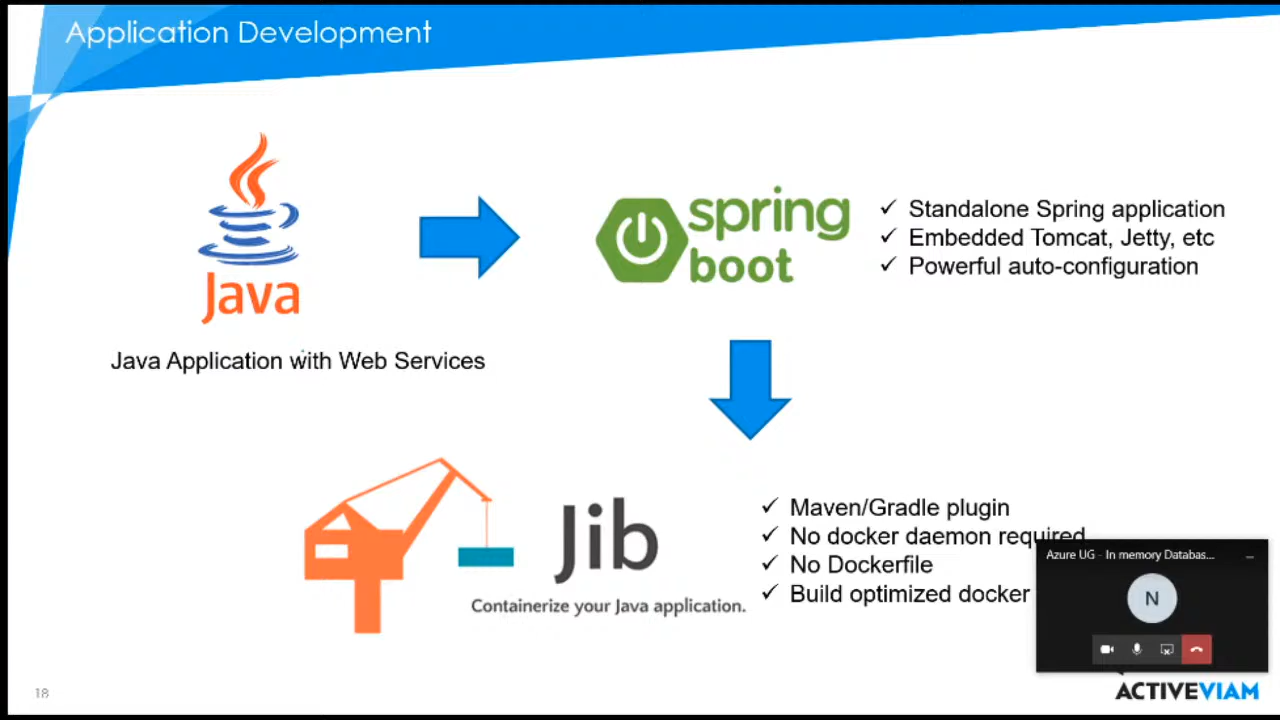 Application Development
Java
Java Application with Web Services
spring
boot
✓ Standalone Spring application
✓ Embedded Tomcat, Jetty, etc
✓ Powerful auto-configuration
Jib
Containerize your Java application.
✓ Maven/Gradle plugin
✓ No docker daemon required
✓ No Dockerfile
✓ Build optimized docker
Azure UG - In memory Databas...
N
18
ACTIVEVIAM